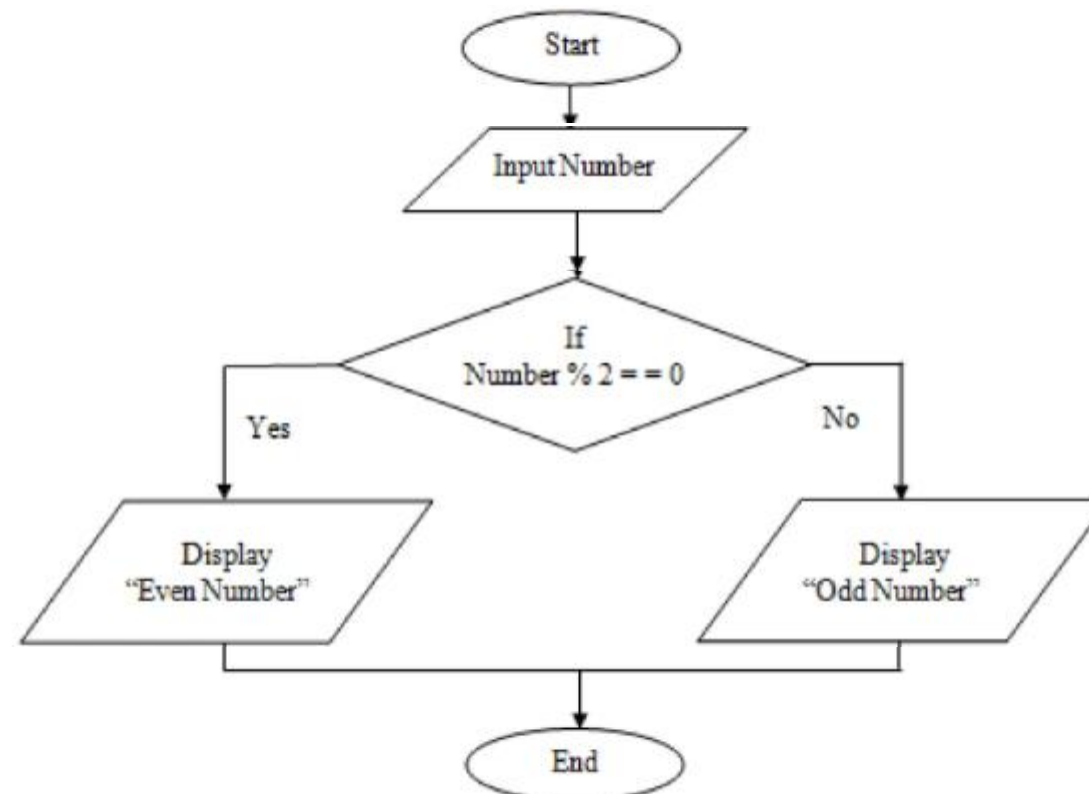 Start
Input Number
If
Number % 2 = = 0
Yes
No
Display
“Even Number”
Display
“Odd Number”
End